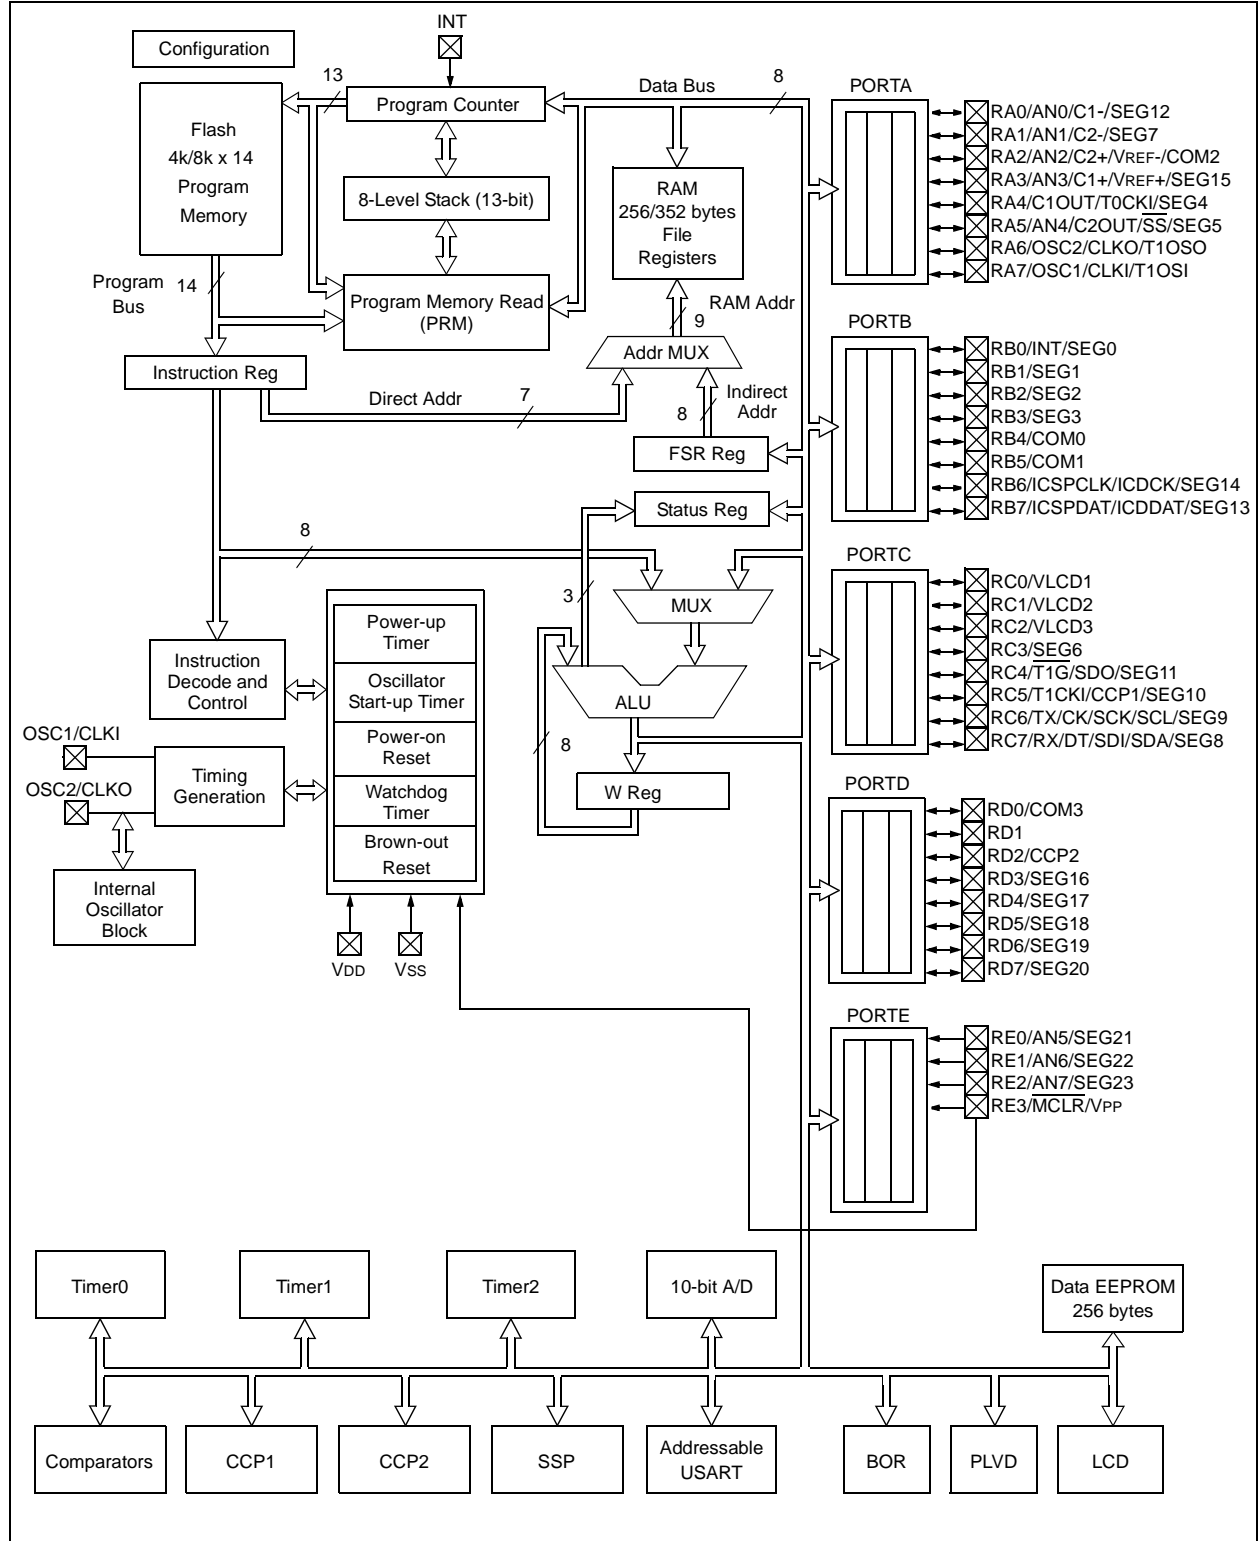 INT
Configuration
13
Program Counter
Data Bus
8
PORTA
Flash
4k/8k x 14
Program
Memory
8-Level Stack (13-bit)
RAM
256/352 bytes
File
Registers
RA0/AN0/C1-/SEG12
RA1/AN1/C2-/SEG7
RA2/AN2/C2+/VREF-/COM2
RA3/AN3/C1+/VREF+/SEG15
RA4/C1OUT/T0CKI/SEG4
RA5/AN4/C2OUT/SS/SEG5
RA6/OSC2/CLKO/T1OSO
RA7/OSC1/CLKI/T1OSI
Program
Bus
14
Program Memory Read
(PRM)
RAM Addr
9
Addr MUX
PORTB
RB0/INT/SEG0
RB1/SEG1
RB2/SEG2
RB3/SEG3
RB4/COM0
RB5/COM1
RB6/ICSPCLK/ICDCK/SEG14
RB7/ICSPDAT/ICDDAT/SEG13
Instruction Reg
Direct Addr
7
8
Indirect
Addr
FSR Reg
Status Reg
8
3
MUX
PORTC
RC0/VLCD1
RC1/VLCD2
RC2/VLCD3
RC3/SEG6
RC4/T1G/SDO/SEG11
RC5/T1CKI/CCP1/SEG10
RC6/TX/CK/SCK/SCL/SEG9
RC7/RX/DT/SDI/SDA/SEG8
Instruction
Decode and
Control
Power-up
Timer
Oscillator
Start-up Timer
Power-on
Reset
Watchdog
Timer
Brown-out
Reset
ALU
8
W Reg
OSC1/CLKI
OSC2/CLKO
Timing
Generation
Internal
Oscillator
Block
VDD
VSS
PORTD
RD0/COM3
RD1
RD2/CCP2
RD3/SEG16
RD4/SEG17
RD5/SEG18
RD6/SEG19
RD7/SEG20
PORTE
RE0/AN5/SEG21
RE1/AN6/SEG22
RE2/AN7/SEG23
RE3/MCLR/VPP
Timer0
Timer1
Timer2
10-bit A/D
Data EEPROM
256 bytes
Comparators
CCP1
CCP2
SSP
Addressable
USART
BOR
PLVD
LCD